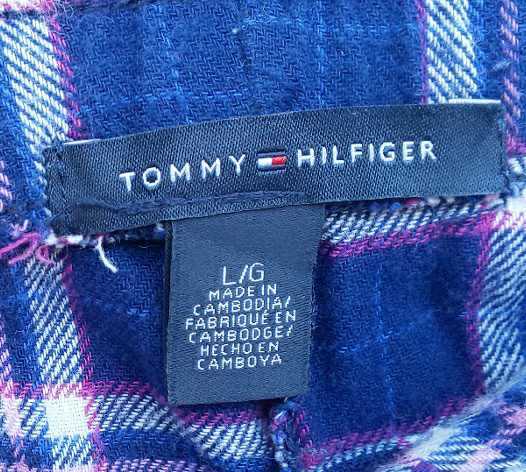 TOMMY HILFIGER
L/G
MADE IN
CAMBODIA/
FABRIQUÉ EN
CAMBODGE/
HECHO EN
CAMBOYA